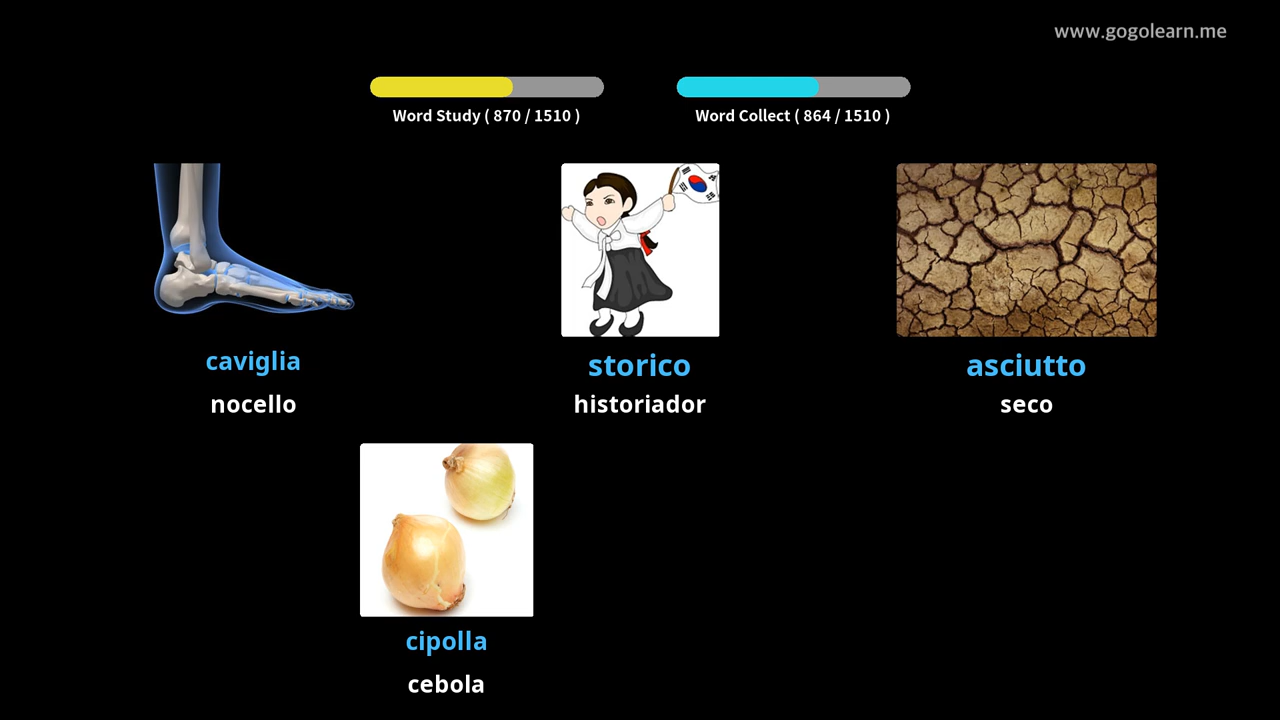 www.gogolearn.me
Word Study ( 870 / 1510 )
Word Collect ( 864 / 1510 )
caviglia
nocello
storico
historiador
asciutto
seco
cipolla
cebola